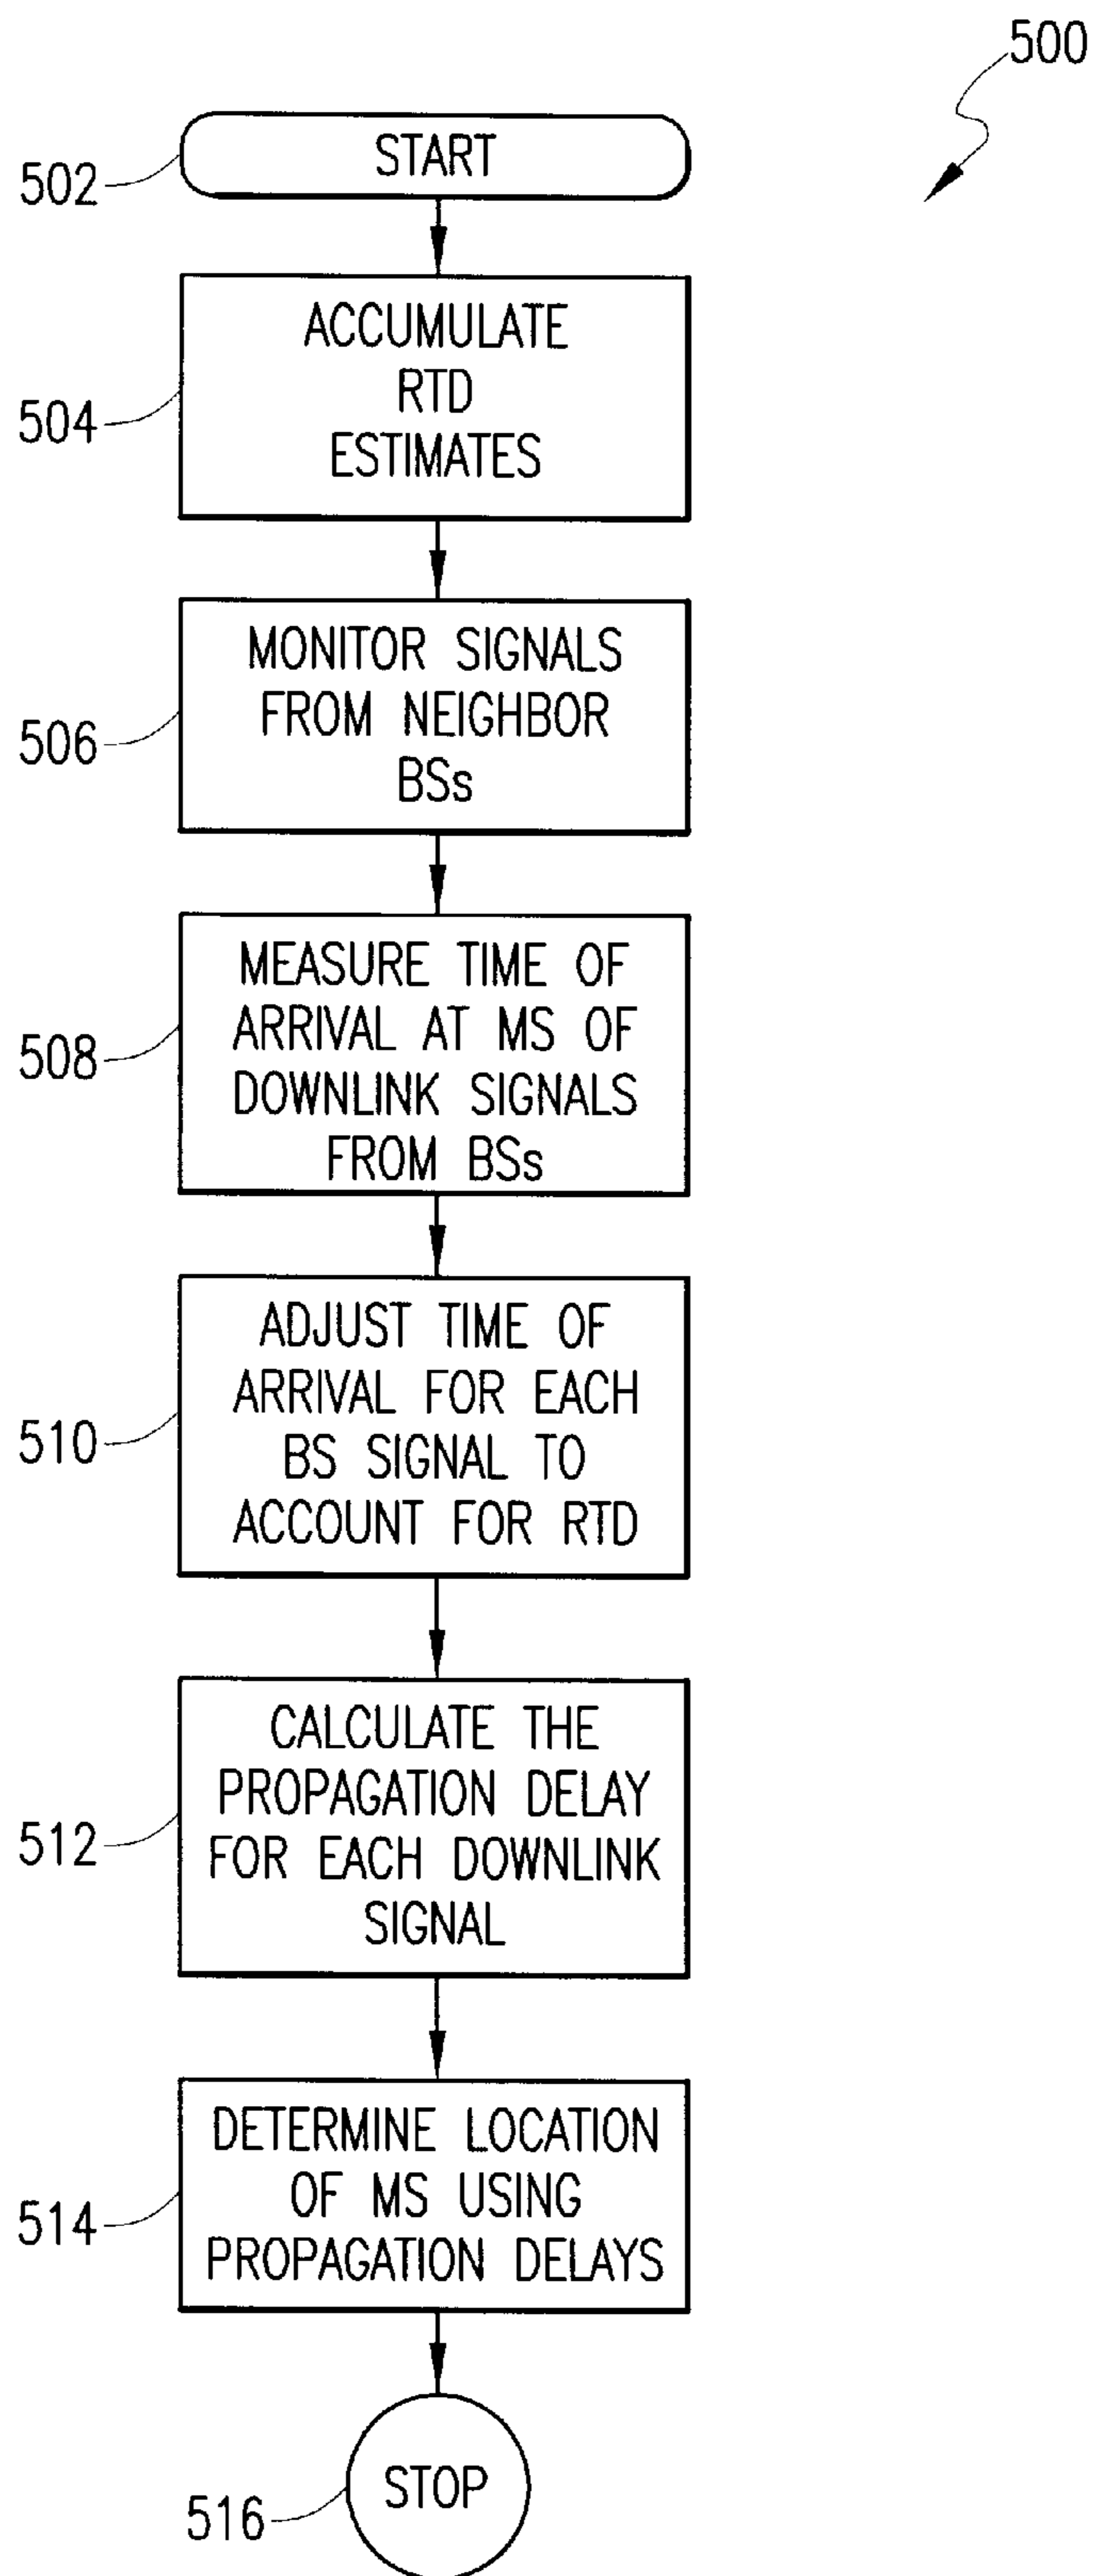 500
502
START
504
ACCUMULATE
RTD
ESTIMATES
506
MONITOR SIGNALS
FROM NEIGHBOR
BSs
508
MEASURE TIME OF
ARRIVAL AT MS OF
DOWNLINK SIGNALS
FROM BSs
510
ADJUST TIME OF
ARRIVAL FOR EACH
BS SIGNAL TO
ACCOUNT FOR RTD
512
CALCULATE THE
PROPAGATION DELAY
FOR EACH DOWNLINK
SIGNAL
514
DETERMINE LOCATION
OF MS USING
PROPAGATION DELAYS
516
STOP